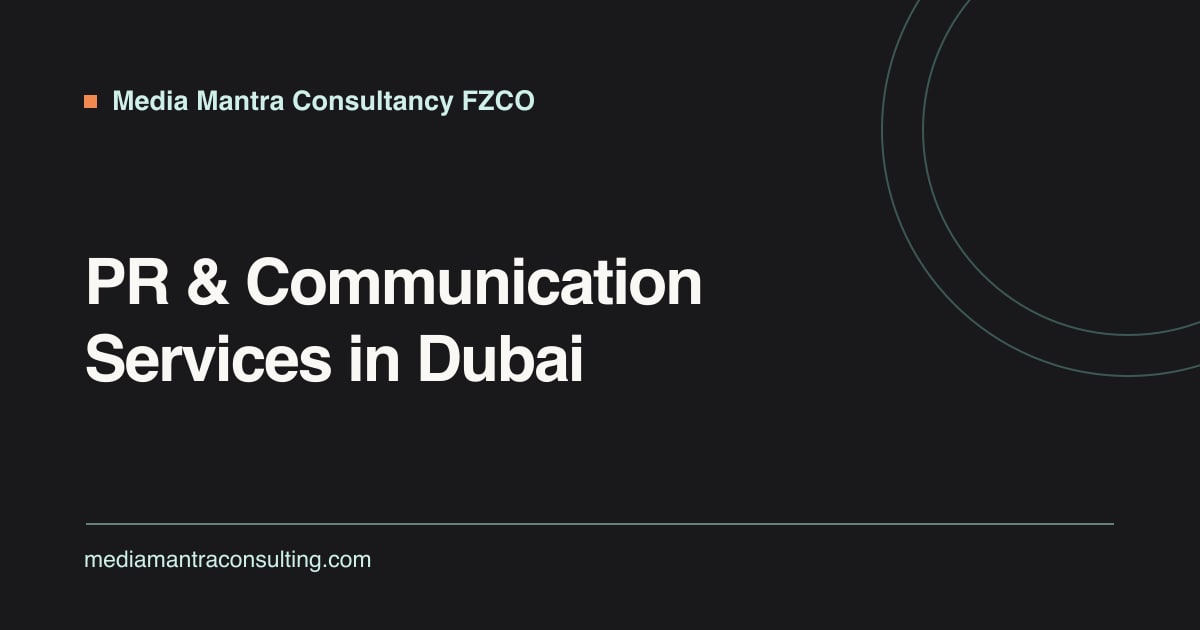 Media Mantra Consultancy FZCO
PR & Communication
Services in Dubai
mediamantraconsulting.com